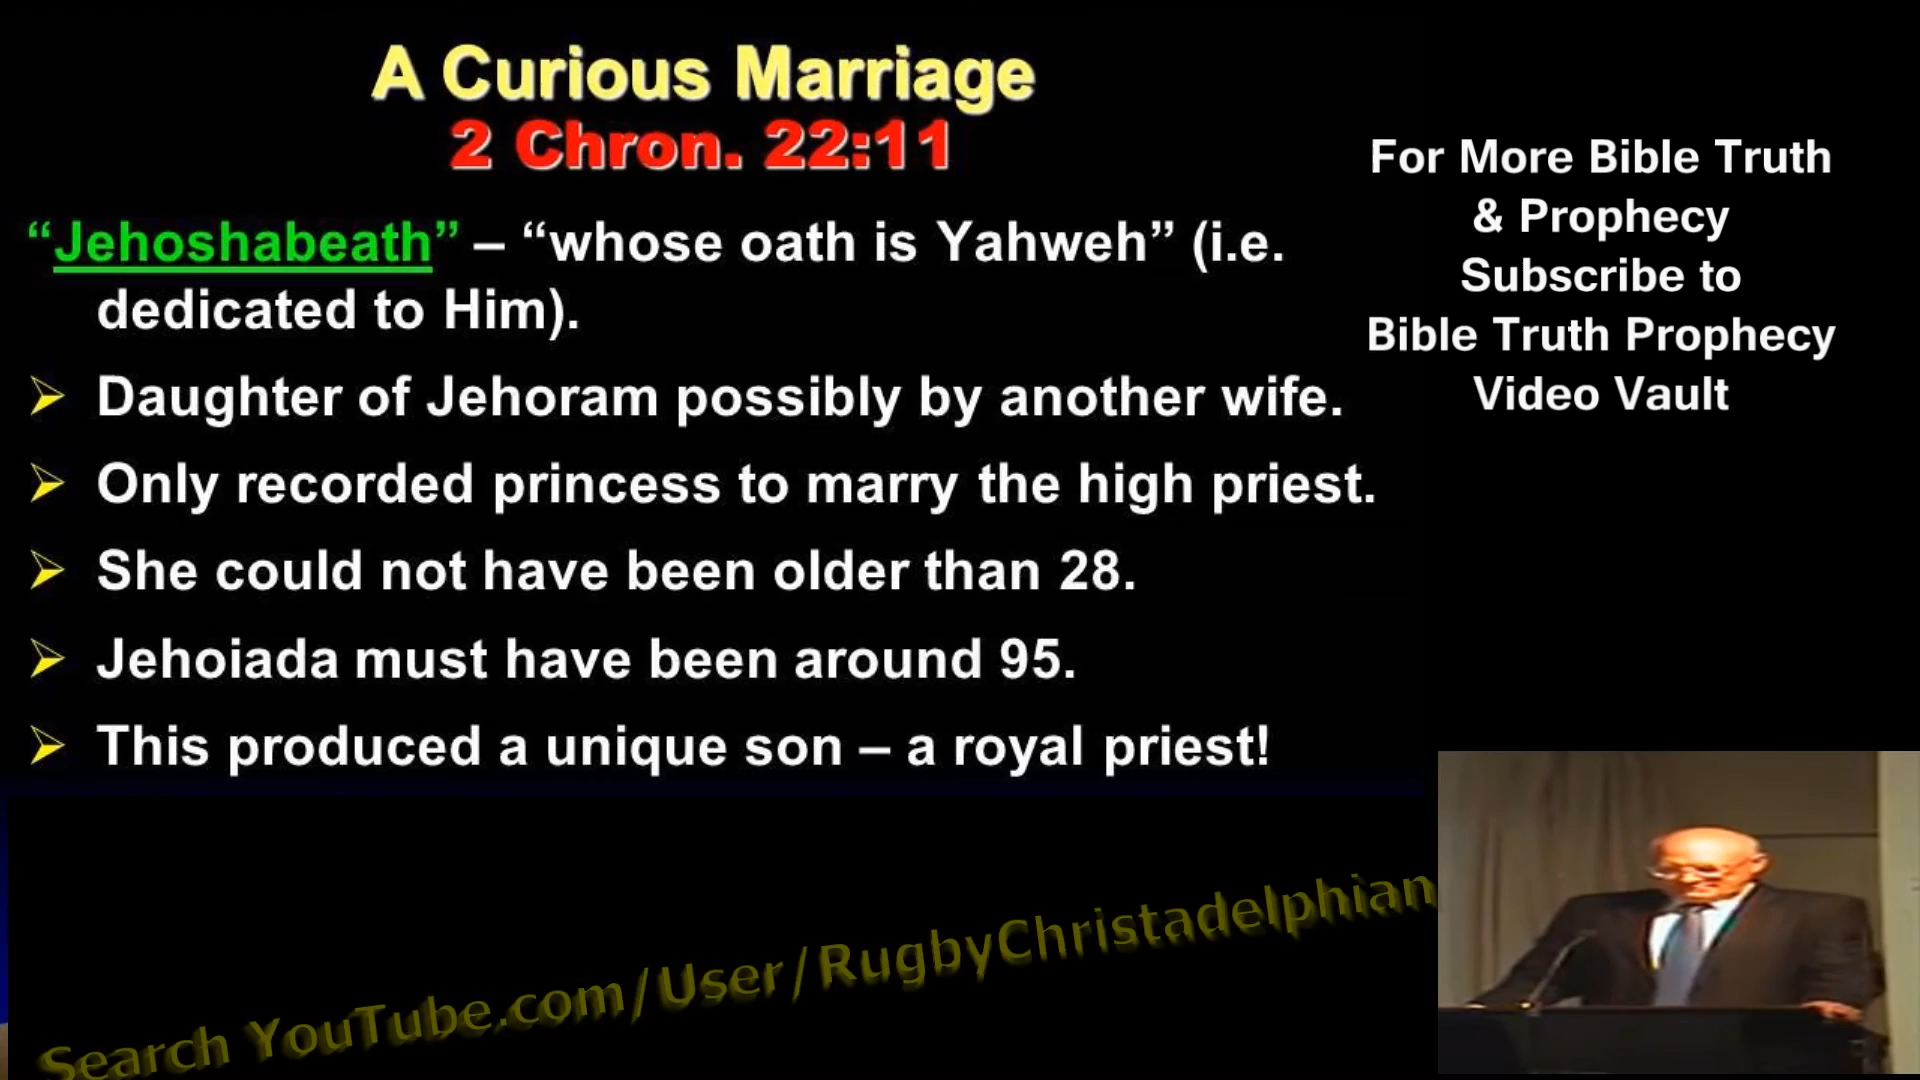 A Curious Marriage
2 Chron. 22:11
“Jehoshabeath” – “whose oath is Yahweh” (i.e.
dedicated to Him).
➢ Daughter of Jehoram possibly by another wife.
➢ Only recorded princess to marry the high priest.
➢ She could not have been older than 28.
➢ Jehoiada must have been around 95.
➢ This produced a unique son – a royal priest!
For More Bible Truth
& Prophecy
Subscribe to
Bible Truth Prophecy
Video Vault
Search YouTube.com/User/RugbyChristadelphian